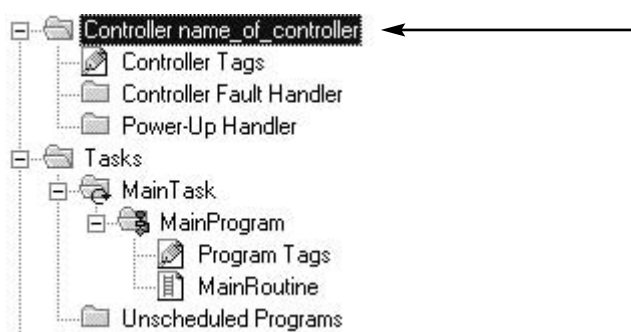 Controller name_of_controller
Controller Tags
Controller Fault Handler
Power-Up Handler
Tasks
MainTask
MainProgram
Program Tags
MainRoutine
Unscheduled Programs